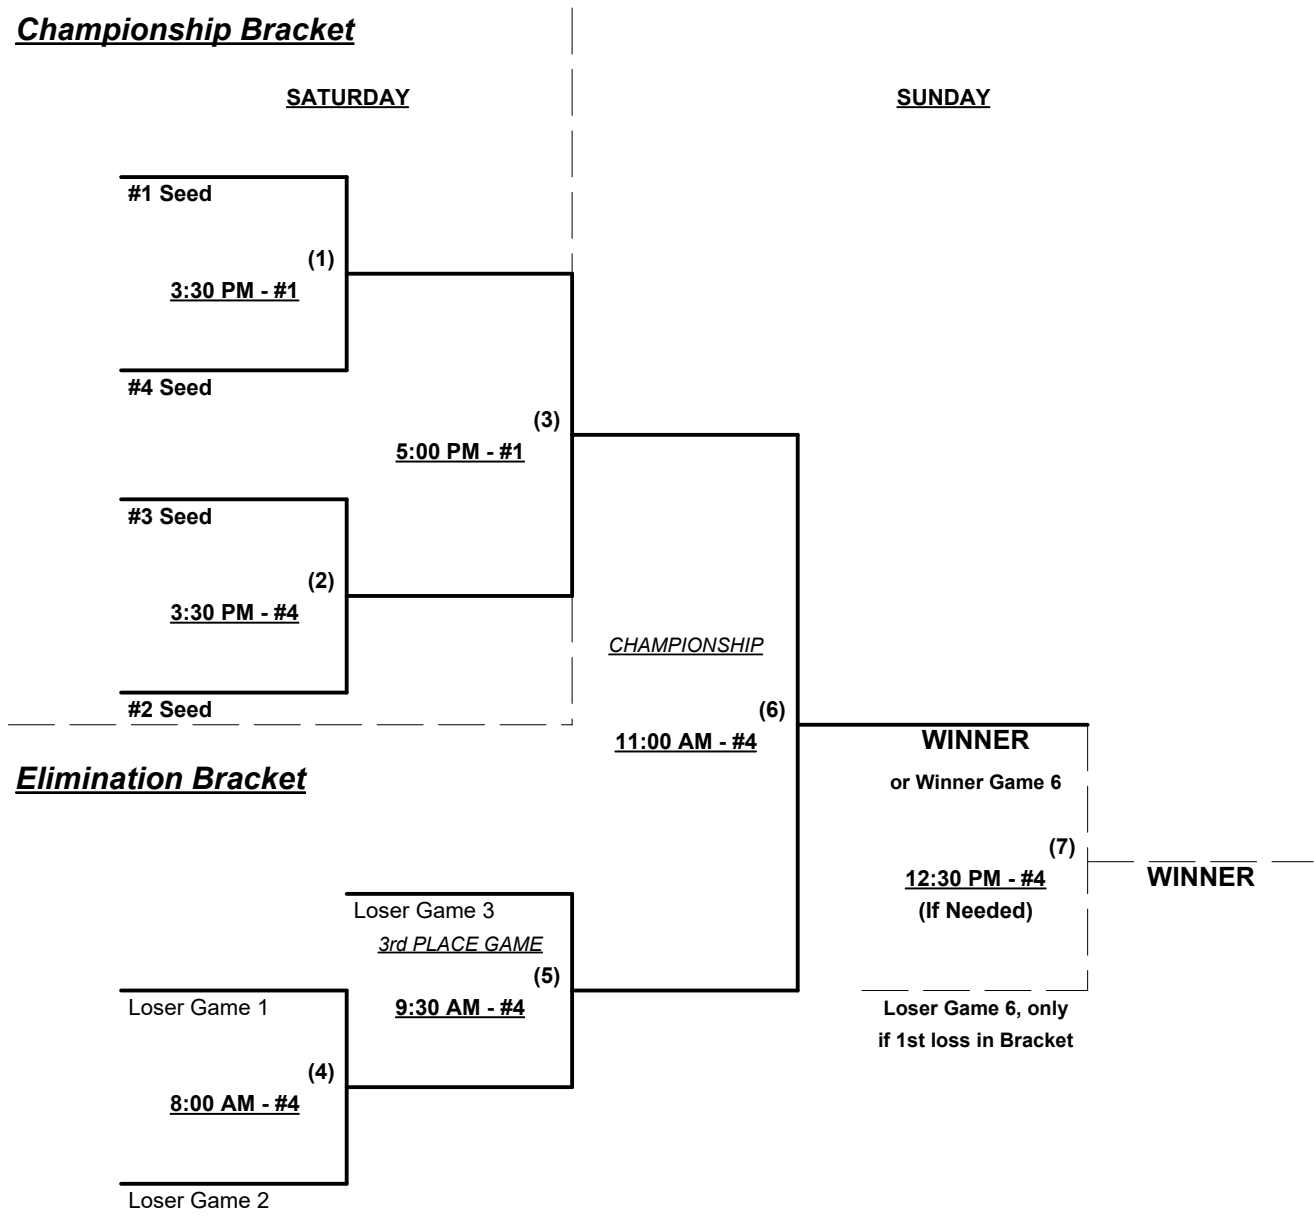 Championship Bracket
SATURDAY
SUNDAY
#1 Seed
(1)
3:30 PM - #1
#4 Seed
(3)
5:00 PM - #1
#3 Seed
(2)
3:30 PM - #4
#2 Seed
CHAMPIONSHIP
(6)
11:00 AM - #4
WINNER
or Winner Game 6
(7)
12:30 PM - #4
(If Needed)
WINNER
Loser Game 6, only
if 1st loss in Bracket
Elimination Bracket
Loser Game 3
3rd PLACE GAME
(5)
9:30 AM - #4
Loser Game 1
(4)
8:00 AM - #4
Loser Game 2